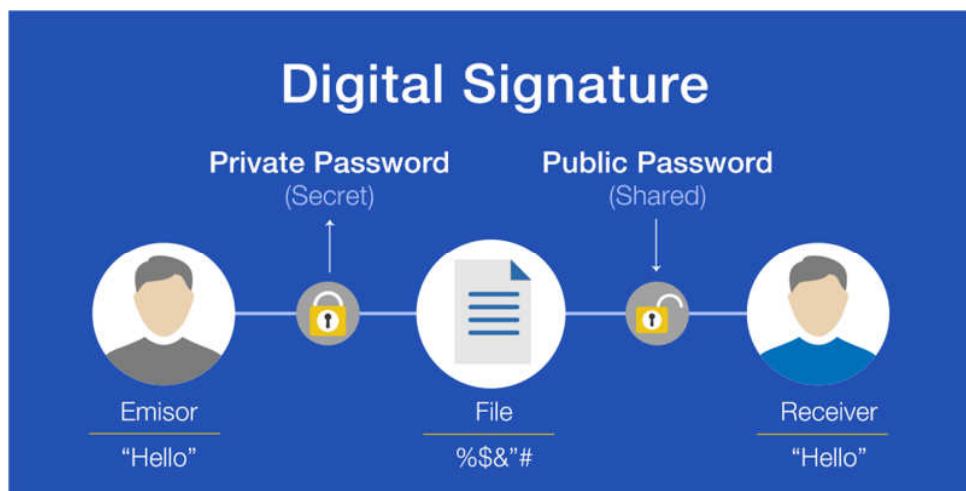 Digital Signature
Private Password
(Secret)
Public Password
(Shared)
Emisor
"Hello"
File
%$&"#
Receiver
"Hello"